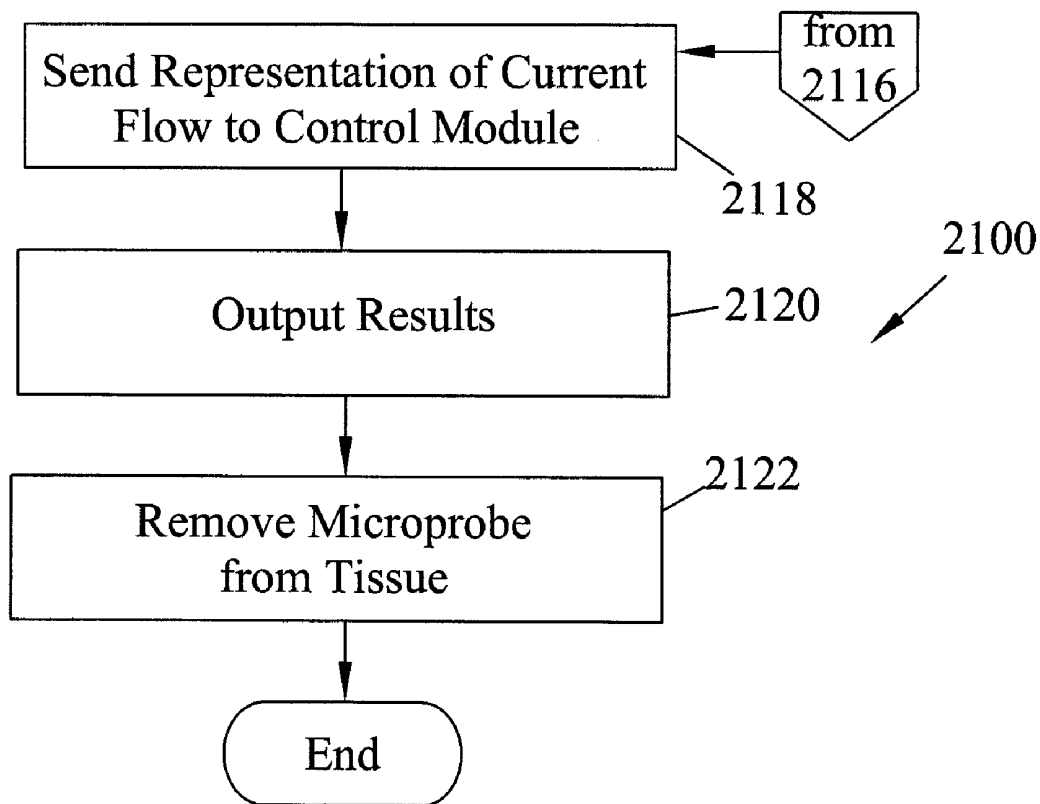 from
2116
Send Representation of Current
Flow to Control Module
2118
2100
Output Results
2120
2122
Remove Microprobe
from Tissue
End